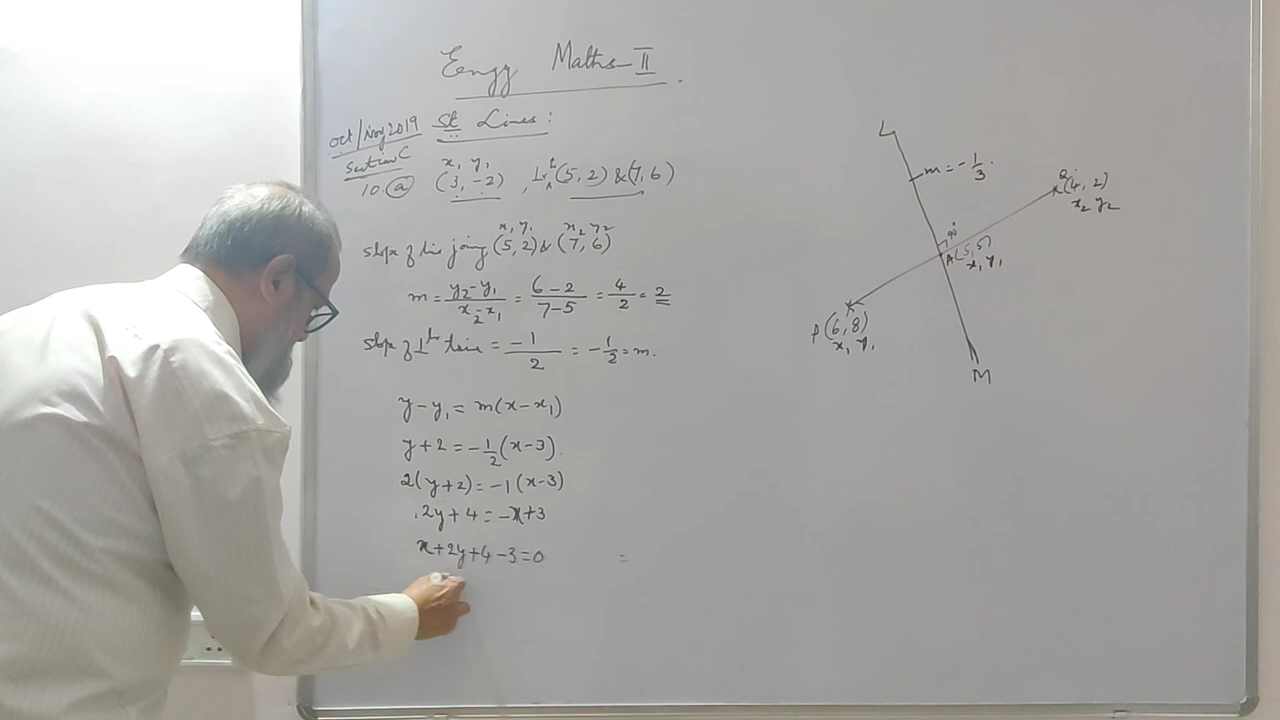 Engg Maths-II
Oct/Nov 2019 St Lines:
Section C
x, y,
10. a (3, -2) , ⊥r (5, 2) & (7, 6)
x, y, x2 y2
slope of line joing (5, 2) & (7, 6)
m = y2-y1/x2-x1 = 6-2/7-5 = 4/2 = 2
slope of ⊥ line = -1/2 = -1/2 = m.
y - y1 = m(x - x1)
y + 2 = -1/2 (x - 3)
2(y + 2) = -1(x - 3)
2y + 4 = -x + 3
x + 2y + 4 - 3 = 0 =
L
m = -1/3.
Q(4, 2)
x2 y2
90°
A(5, 5)
x, y,
P(6, 8)
x, y,
M